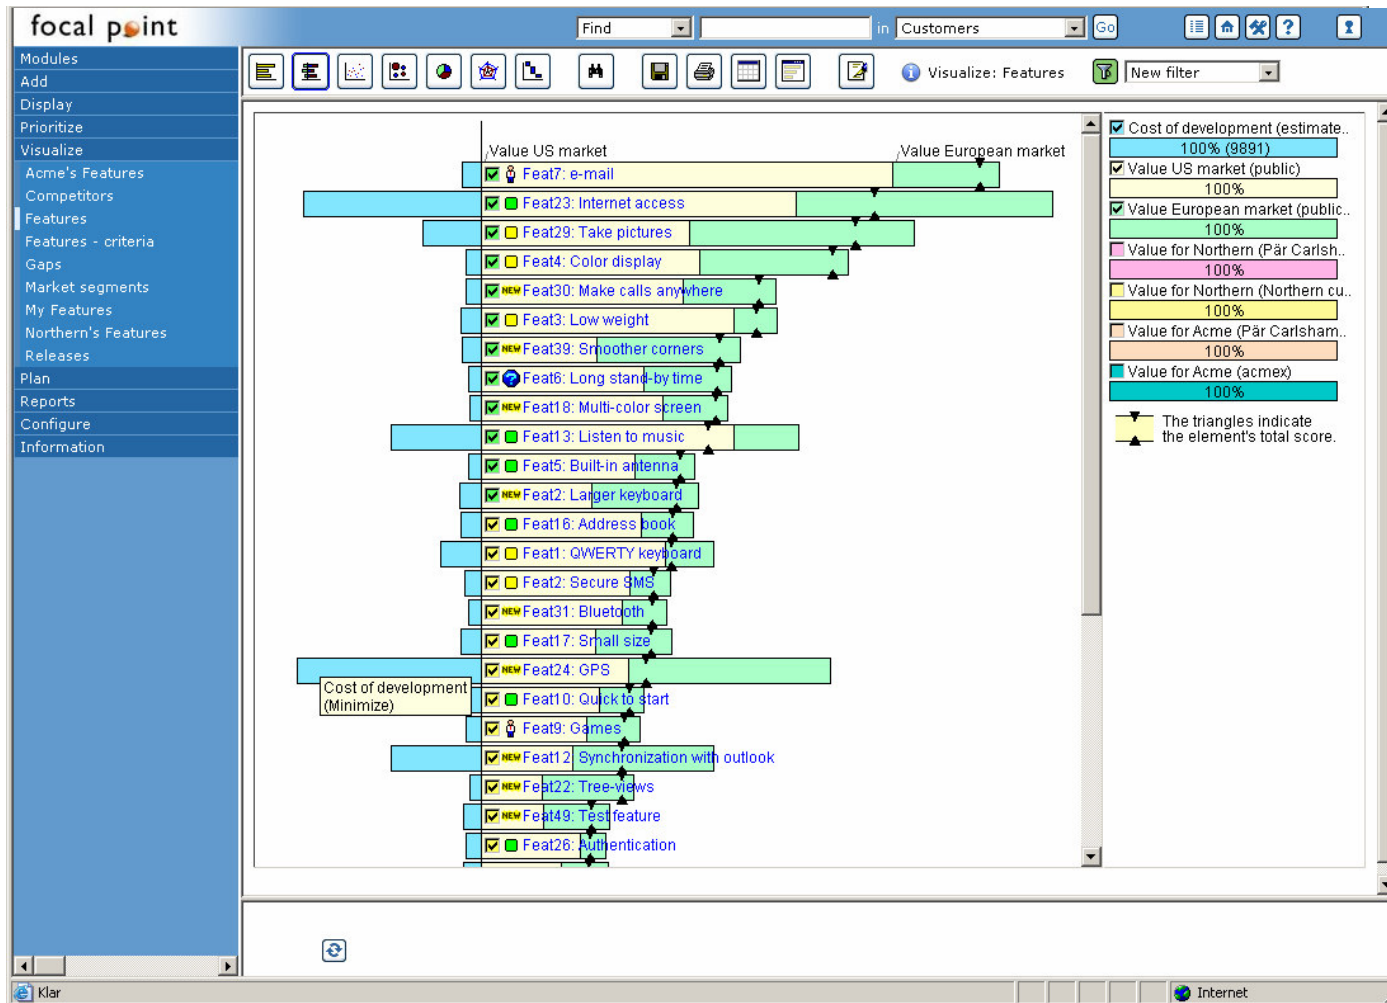 focal point
Find
in
Customers
Go
Modules
Add
Display
Prioritize
Visualize
Acme's Features
Competitors
Features
Features - criteria
Gaps
Market segments
My Features
Northern's Features
Releases
Plan
Reports
Configure
Information
Visualize: Features
New filter
Value US market
Value European market
Feat7: e-mail
Feat23: Internet access
Feat29: Take pictures
Feat4: Color display
NEW Feat30: Make calls anywhere
Feat3: Low weight
NEW Feat39: Smoother corners
Feat6: Long stand-by time
NEW Feat18: Multi-color screen
Feat13: Listen to music
Feat5: Built-in antenna
NEW Feat2: Larger keyboard
Feat16: Address book
Feat1: QWERTY keyboard
Feat2: Secure SMS
NEW Feat31: Bluetooth
Feat17: Small size
NEW Feat24: GPS
Cost of development
(Minimize)
Feat10: Quick to start
Feat9: Games
NEW Feat12 Synchronization with outlook
NEW Feat22: Tree-views
NEW Feat49: Test feature
Feat26: Authentication
Cost of development (estimate..
100% (9891)
Value US market (public)
100%
Value European market (public..
100%
Value for Northern (Pär Carlsh..
100%
Value for Northern (Northern cu..
100%
Value for Acme (Pär Carlsham..
100%
Value for Acme (acmex)
100%
The triangles indicate
the element's total score.
Klar
Internet